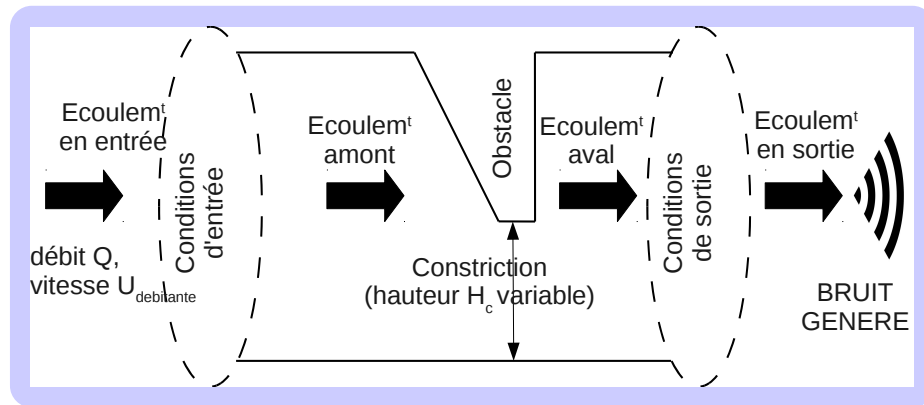 Ecoulemᵗ
en entrée
débit Q,
vitesse U_debitante
Conditions
d'entrée
Ecoulemᵗ
amont
Obstacle
Constriction
(hauteur H_c variable)
Ecoulemᵗ
aval
Conditions
de sortie
Ecoulemᵗ
en sortie
BRUIT
GENERE